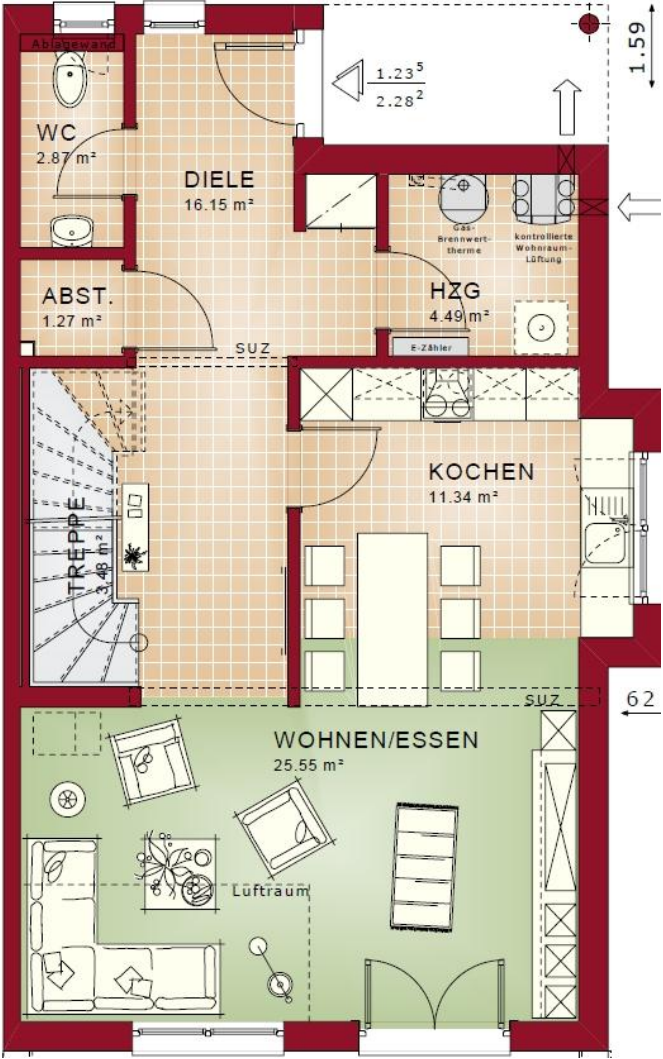 Ablagewand
1.59
1.23⁵
2.28²
WC
2.87 m²
DIELE
16.15 m²
Gas-
Brennwert-
therme
kontrollierte
Wohnraum-
Lüftung
ABST.
1.27 m²
HZG
4.49 m²
E-Zähler
SUZ
KOCHEN
11.34 m²
TREPPE
3.48 m²
SUZ
62
WOHNEN/ESSEN
25.55 m²
Luftraum